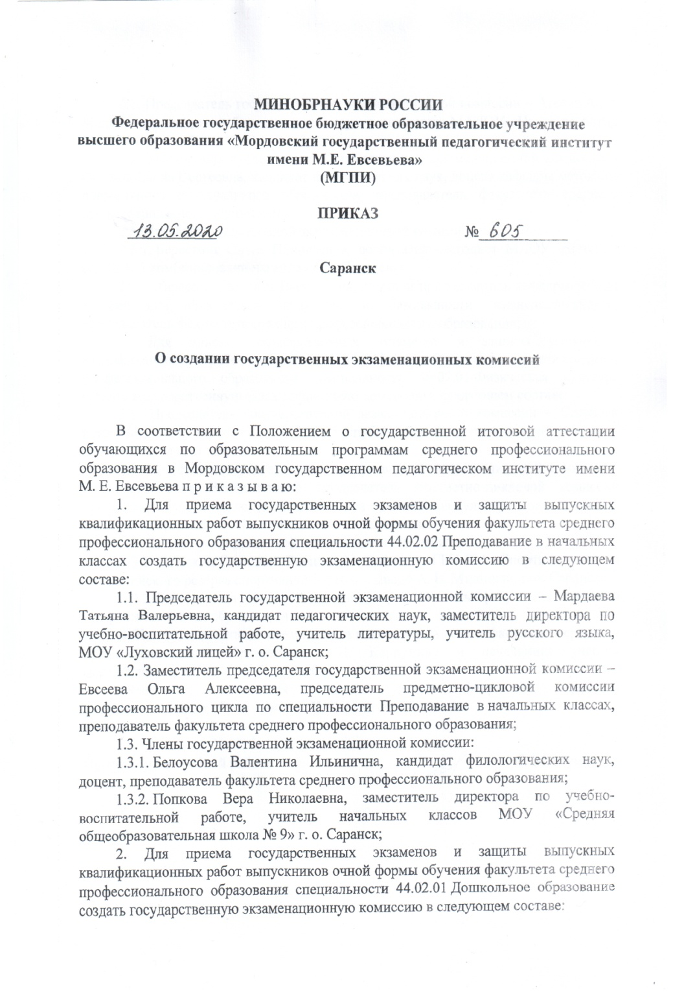 МИНОБРНАУКИ РОССИИ
Федеральное государственное бюджетное образовательное учреждение
высшего образования «Мордовский государственный педагогический институт
имени М.Е. Евсевьева»
(МГПИ)
ПРИКАЗ
13.05.2020 № 605
Саранск
О создании государственных экзаменационных комиссий
В соответствии с Положением о государственной итоговой аттестации
обучающихся по образовательным программам среднего профессионального
образования в Мордовском государственном педагогическом институте имени
М. Е. Евсевьева п р и к а з ы в а ю:
1. Для приема государственных экзаменов и защиты выпускных
квалификационных работ выпускников очной формы обучения факультета среднего
профессионального образования специальности 44.02.02 Преподавание в начальных
классах создать государственную экзаменационную комиссию в следующем
составе:
1.1. Председатель государственной экзаменационной комиссии – Мардаева
Татьяна Валерьевна, кандидат педагогических наук, заместитель директора по
учебно-воспитательной работе, учитель литературы, учитель русского языка,
МОУ «Луховский лицей» г. о. Саранск;
1.2. Заместитель председателя государственной экзаменационной комиссии –
Евсеева Ольга Алексеевна, председатель предметно-цикловой комиссии
профессионального цикла по специальности Преподавание в начальных классах,
преподаватель факультета среднего профессионального образования;
1.3. Члены государственной экзаменационной комиссии:
1.3.1. Белоусова Валентина Ильинична, кандидат филологических наук,
доцент, преподаватель факультета среднего профессионального образования;
1.3.2. Попкова Вера Николаевна, заместитель директора по учебно-
воспитательной работе, учитель начальных классов МОУ «Средняя
общеобразовательная школа № 9» г. о. Саранск;
2. Для приема государственных экзаменов и защиты выпускных
квалификационных работ выпускников очной формы обучения факультета среднего
профессионального образования специальности 44.02.01 Дошкольное образование
создать государственную экзаменационную комиссию в следующем составе: